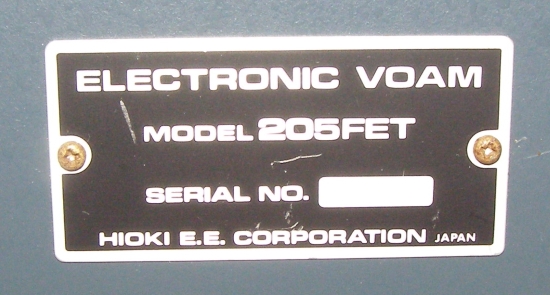 ELECTRONIC VOAM
MODEL 205FET
SERIAL NO.
HIOKI E.E. CORPORATION JAPAN